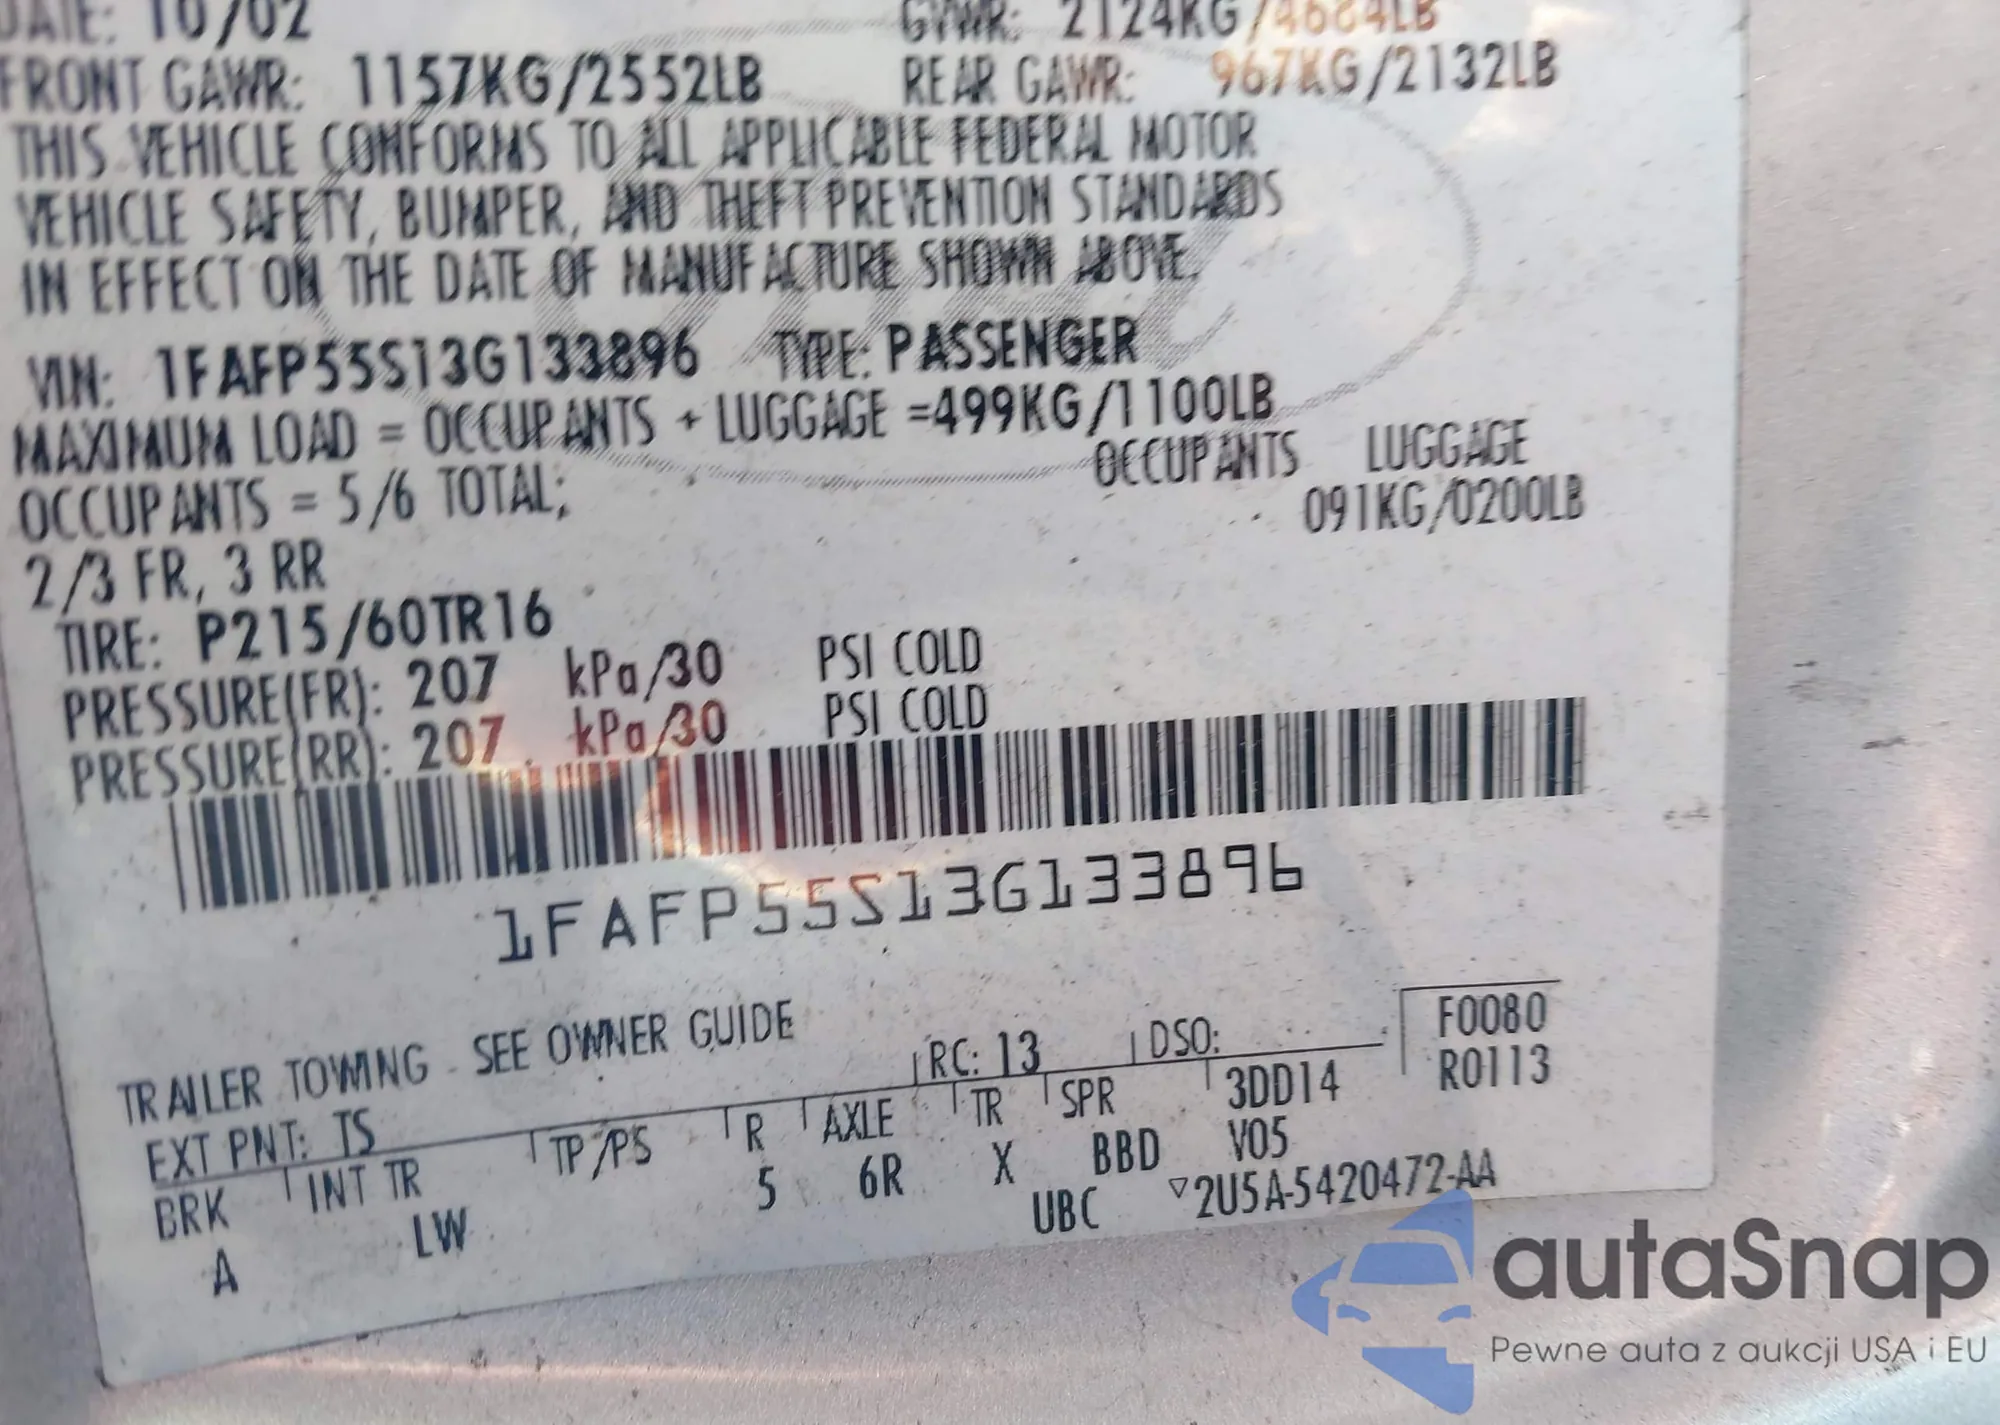 DATE: 10/02 GVWR: 2124KG/4684LB
FRONT GAWR: 1157KG/2552LB REAR GAWR: 967KG/2132LB
THIS VEHICLE CONFORMS TO ALL APPLICABLE FEDERAL MOTOR
VEHICLE SAFETY, BUMPER, AND THEFT PREVENTION STANDARDS
IN EFFECT ON THE DATE OF MANUFACTURE SHOWN ABOVE.
VIN: 1FAFP55S13G133896 TYPE: PASSENGER
MAXIMUM LOAD = OCCUPANTS + LUGGAGE =499KG/1100LB
OCCUPANTS LUGGAGE
OCCUPANTS = 5/6 TOTAL; 091KG/0200LB
2/3 FR, 3 RR
TIRE: P215/60TR16
PRESSURE(FR): 207 kPa/30 PSI COLD
PRESSURE(RR): 207 kPa/30 PSI COLD
1FAFP55S13G133896
TRAILER TOWING - SEE OWNER GUIDE
EXT PNT: TS RC: 13 DSO: F0080
BRK INT TR TP/PS R AXLE TR SPR 3DD14 R0113
A LW 5 6R X BBD V05
UBC ▽2U5A-5420472-AA
autaSnap
Pewne auta z aukcji USA i EU